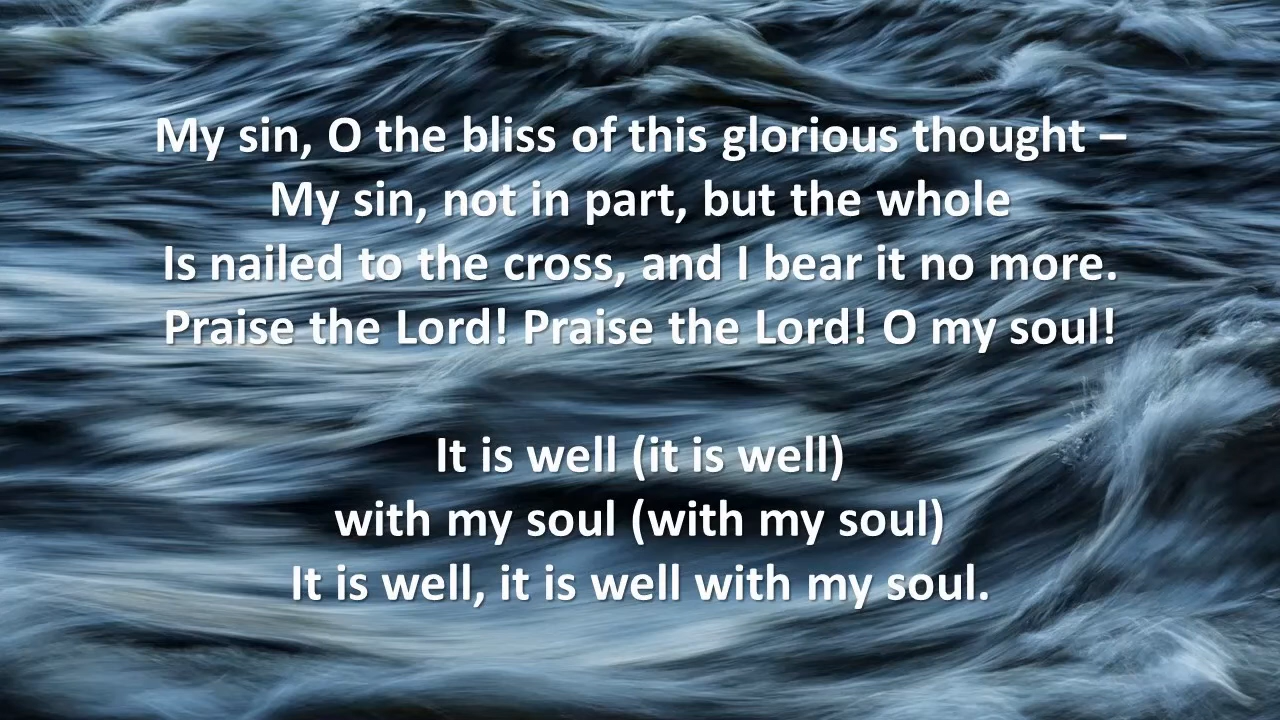 My sin, O the bliss of this glorious thought –
My sin, not in part, but the whole
Is nailed to the cross, and I bear it no more.
Praise the Lord! Praise the Lord! O my soul!
It is well (it is well)
with my soul (with my soul)
It is well, it is well with my soul.